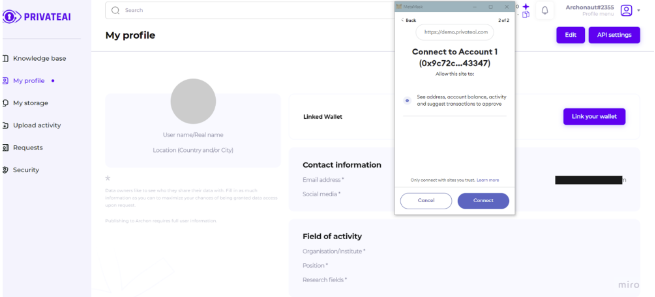 PRIVATEAI
Search
Archonaut#2355
Profile menu
My profile
Edit
API settings
Knowledge base
My profile
My storage
Upload activity
Requests
Security
User name/Real name
Location (Country and/or City)
Linked Wallet
Link your wallet
Contact information
Email address *
Social media *
Field of activity
Organisation/Institute *
Position *
Research fields *
MetaMask
< Back
2 of 2
https://demo.privateai.com
Connect to Account 1
(0x9c72c...43347)
Allow this site to:
See address, account balance, activity
and suggest transactions to approve
Only connect with sites you trust. Learn more
Cancel
Connect
miro